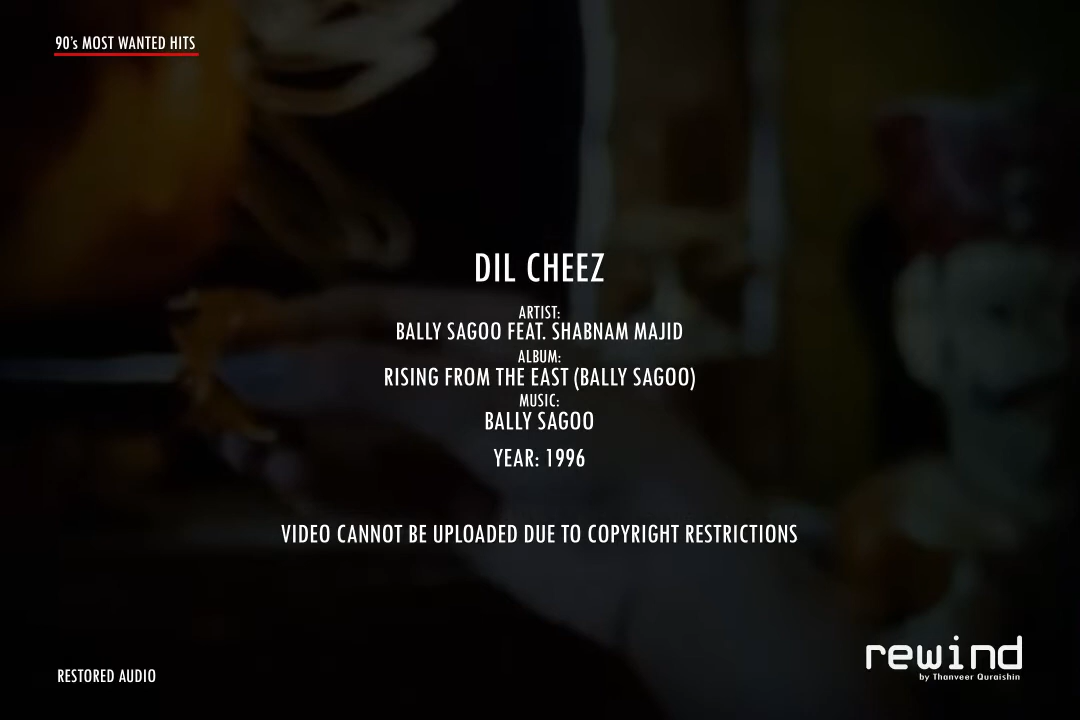 90's MOST WANTED HITS
DIL CHEEZ
ARTIST:
BALLY SAGOO FEAT. SHABNAM MAJID
ALBUM:
RISING FROM THE EAST (BALLY SAGOO)
MUSIC:
BALLY SAGOO
YEAR: 1996
VIDEO CANNOT BE UPLOADED DUE TO COPYRIGHT RESTRICTIONS
rewind
by Thanveer Quraishin
RESTORED AUDIO